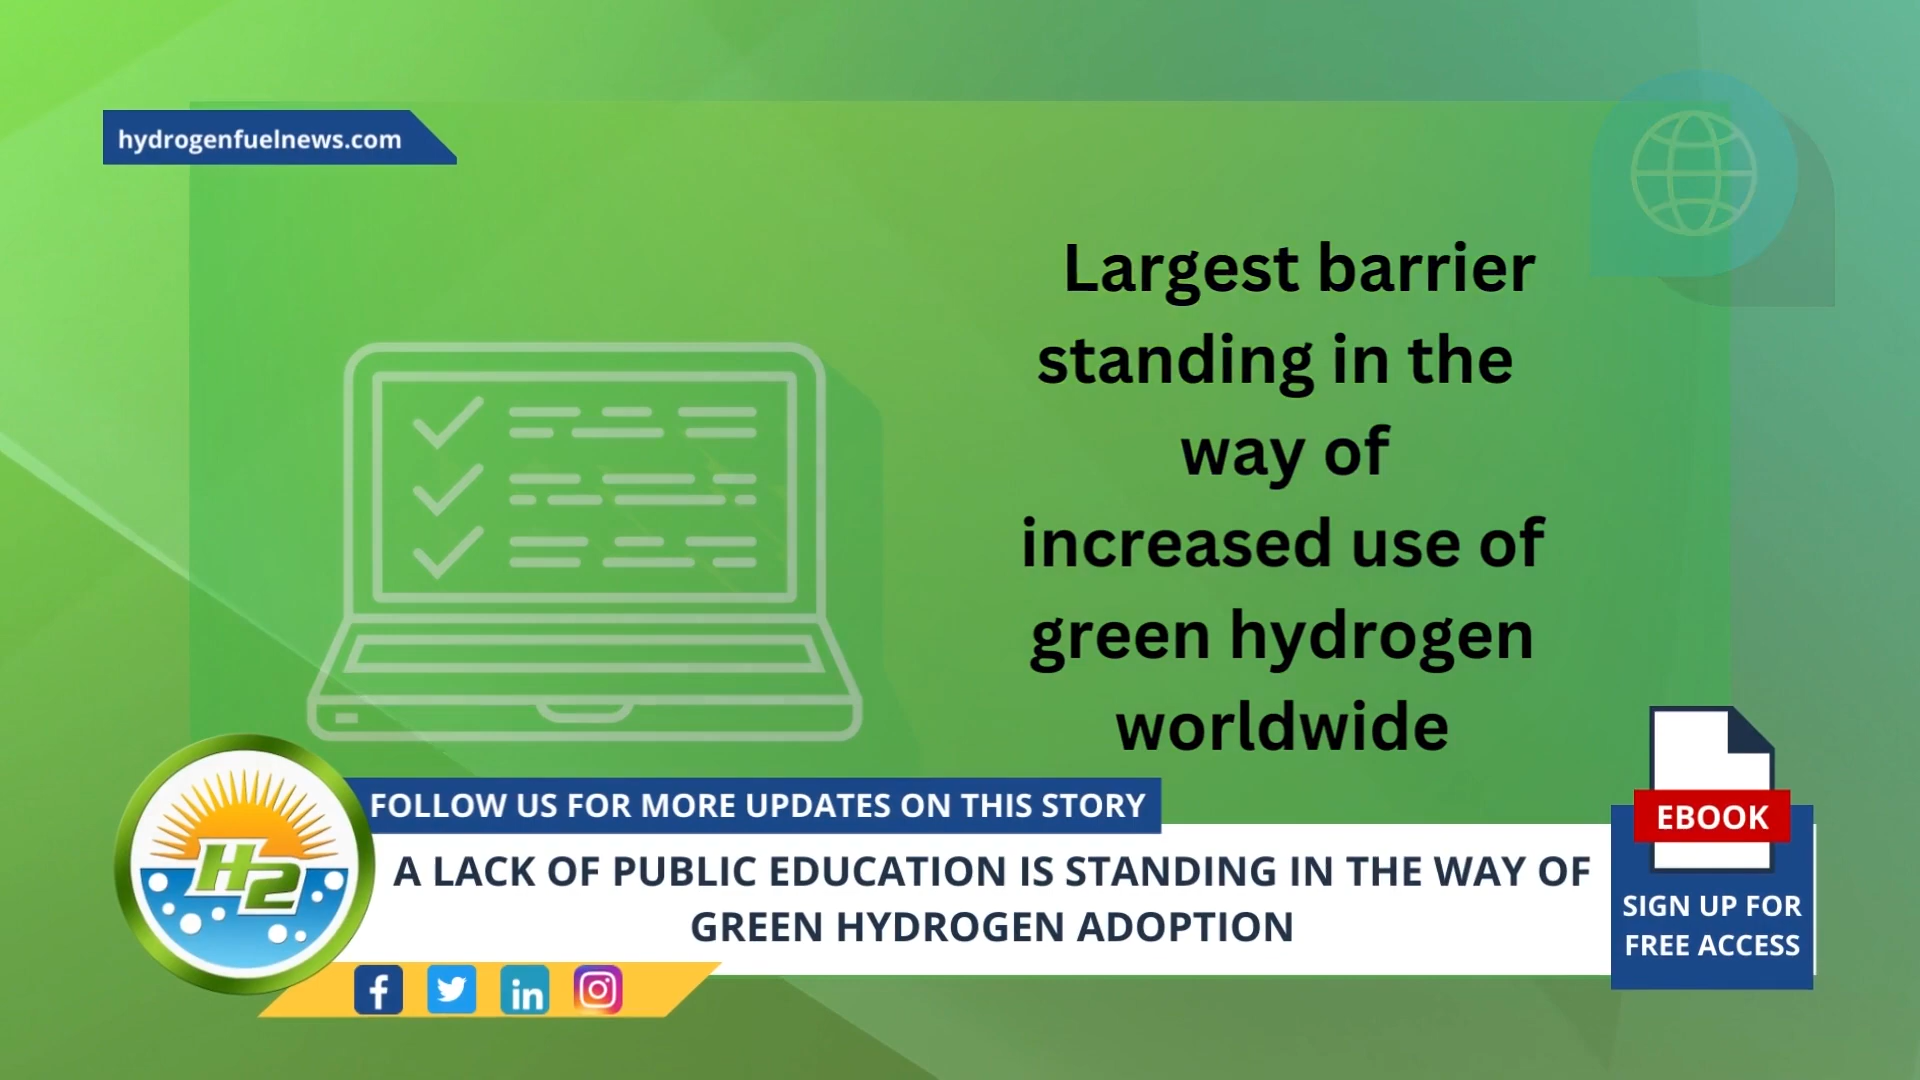 hydrogenfuelnews.com
Largest barrier
standing in the
way of
increased use of
green hydrogen
worldwide
FOLLOW US FOR MORE UPDATES ON THIS STORY
A LACK OF PUBLIC EDUCATION IS STANDING IN THE WAY OF
GREEN HYDROGEN ADOPTION
H2
EBOOK
SIGN UP FOR
FREE ACCESS